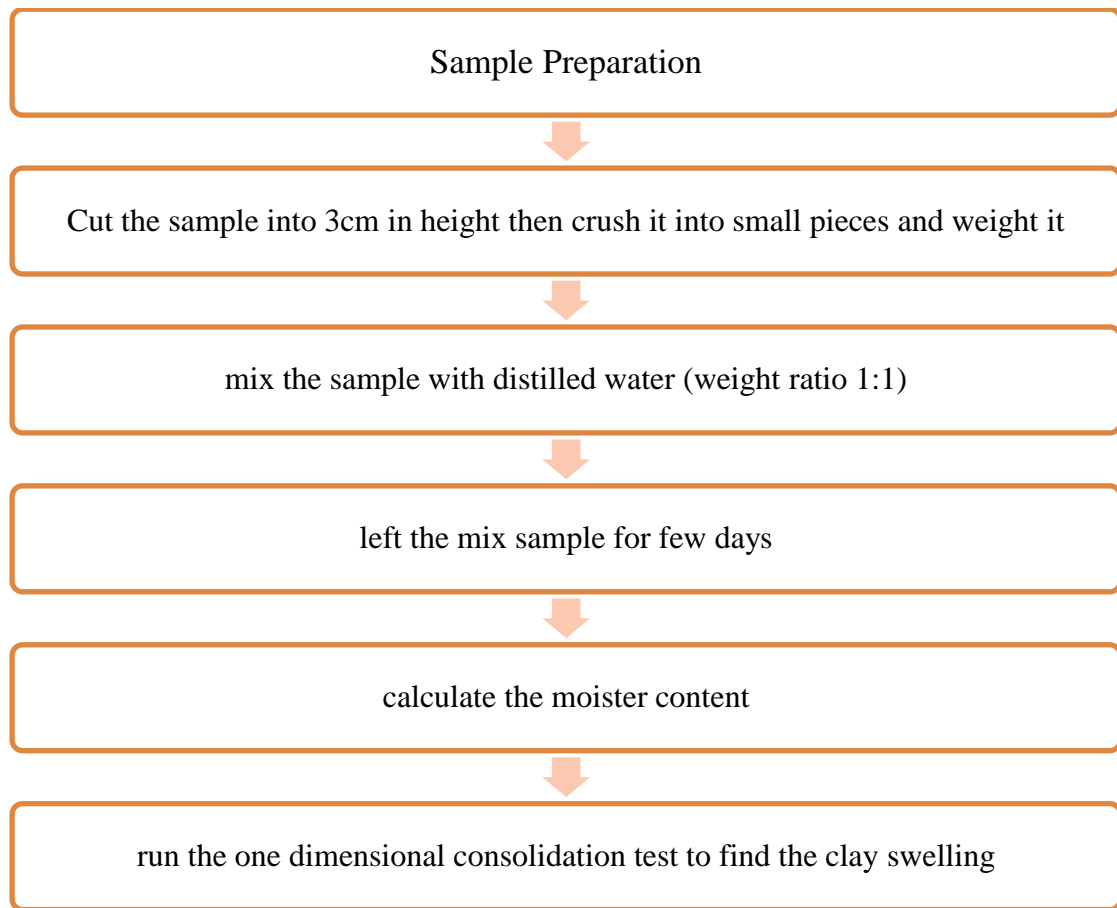 Sample Preparation
Cut the sample into 3cm in height then crush it into small pieces and weight it
mix the sample with distilled water (weight ratio 1:1)
left the mix sample for few days
calculate the moister content
run the one dimensional consolidation test to find the clay swelling